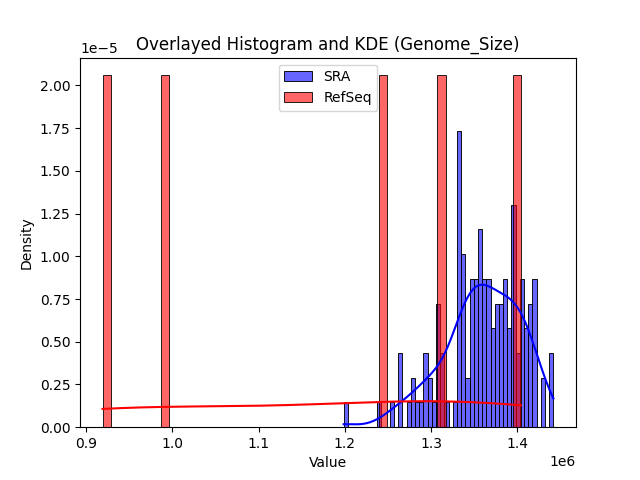 Overlayed Histogram and KDE (Genome_Size)
1e−5
SRA
RefSeq
2.00
1.75
1.50
1.25
1.00
0.75
0.50
0.25
0.00
Density
0.9 1.0 1.1 1.2 1.3 1.4
1e6
Value